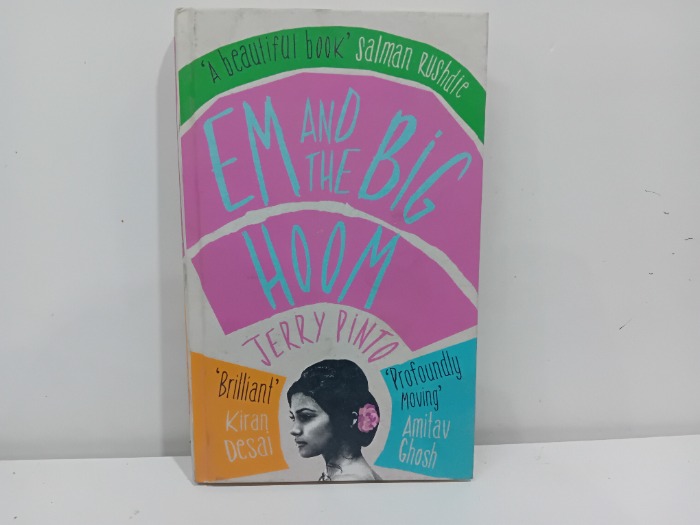 'A beautiful book' Salman Rushdie
EM AND THE BIG
HOOM
JERRY PINTO
'Brilliant'
Kiran
Desai
'Profoundly
Moving'
Amitav
Ghosh